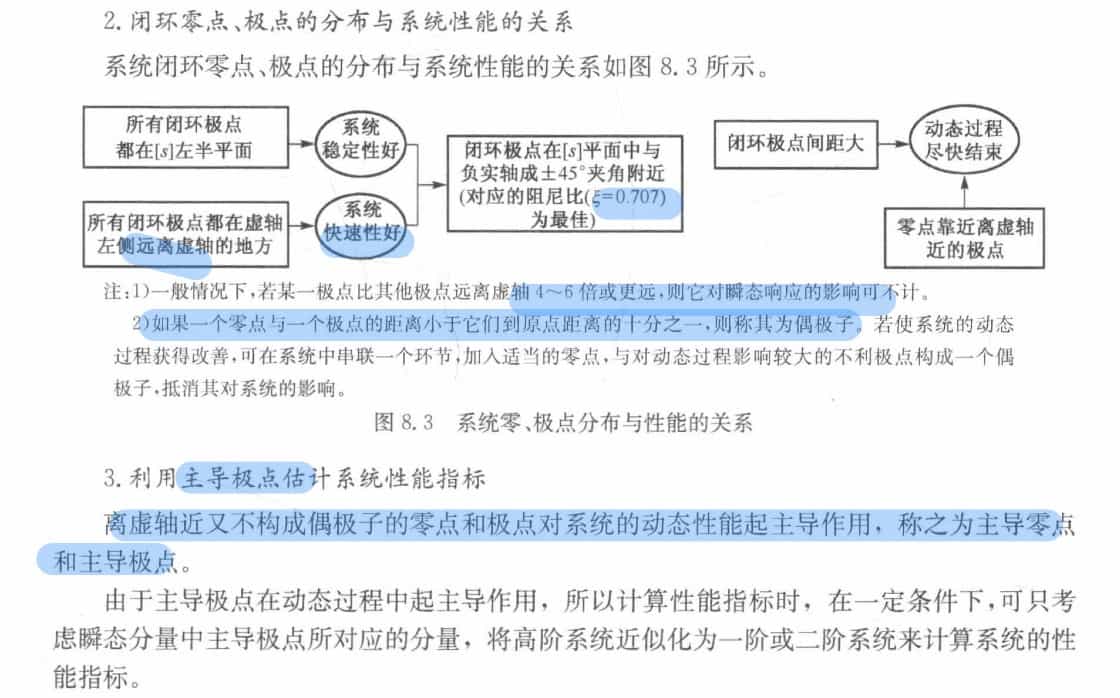 2.闭环零点、极点的分布与系统性能的关系
系统闭环零点、极点的分布与系统性能的关系如图 8.3 所示。
所有闭环极点
都在[s]左半平面
系统
稳定性好
所有闭环极点都在虚轴
左侧远离虚轴的地方
系统
快速性好
闭环极点在[s]平面中与
负实轴成±45°夹角附近
(对应的阻尼比(ξ=0.707)
为最佳)
闭环极点间距大
动态过程
尽快结束
零点靠近离虚轴
近的极点
注:1)一般情况下,若某一极点比其他极点远离虚轴 4～6 倍或更远,则它对瞬态响应的影响可不计。
2)如果一个零点与一个极点的距离小于它们到原点距离的十分之一,则称其为偶极子。若使系统的动态
过程获得改善,可在系统中串联一个环节,加入适当的零点,与对动态过程影响较大的不利极点构成一个偶
极子,抵消其对系统的影响。
图 8.3 系统零、极点分布与性能的关系
3.利用主导极点估计系统性能指标
离虚轴近又不构成偶极子的零点和极点对系统的动态性能起主导作用，称之为主导零点
和主导极点。
由于主导极点在动态过程中起主导作用，所以计算性能指标时，在一定条件下,可只考
虑瞬态分量中主导极点所对应的分量，将高阶系统近似化为一阶或二阶系统来计算系统的性
能指标。